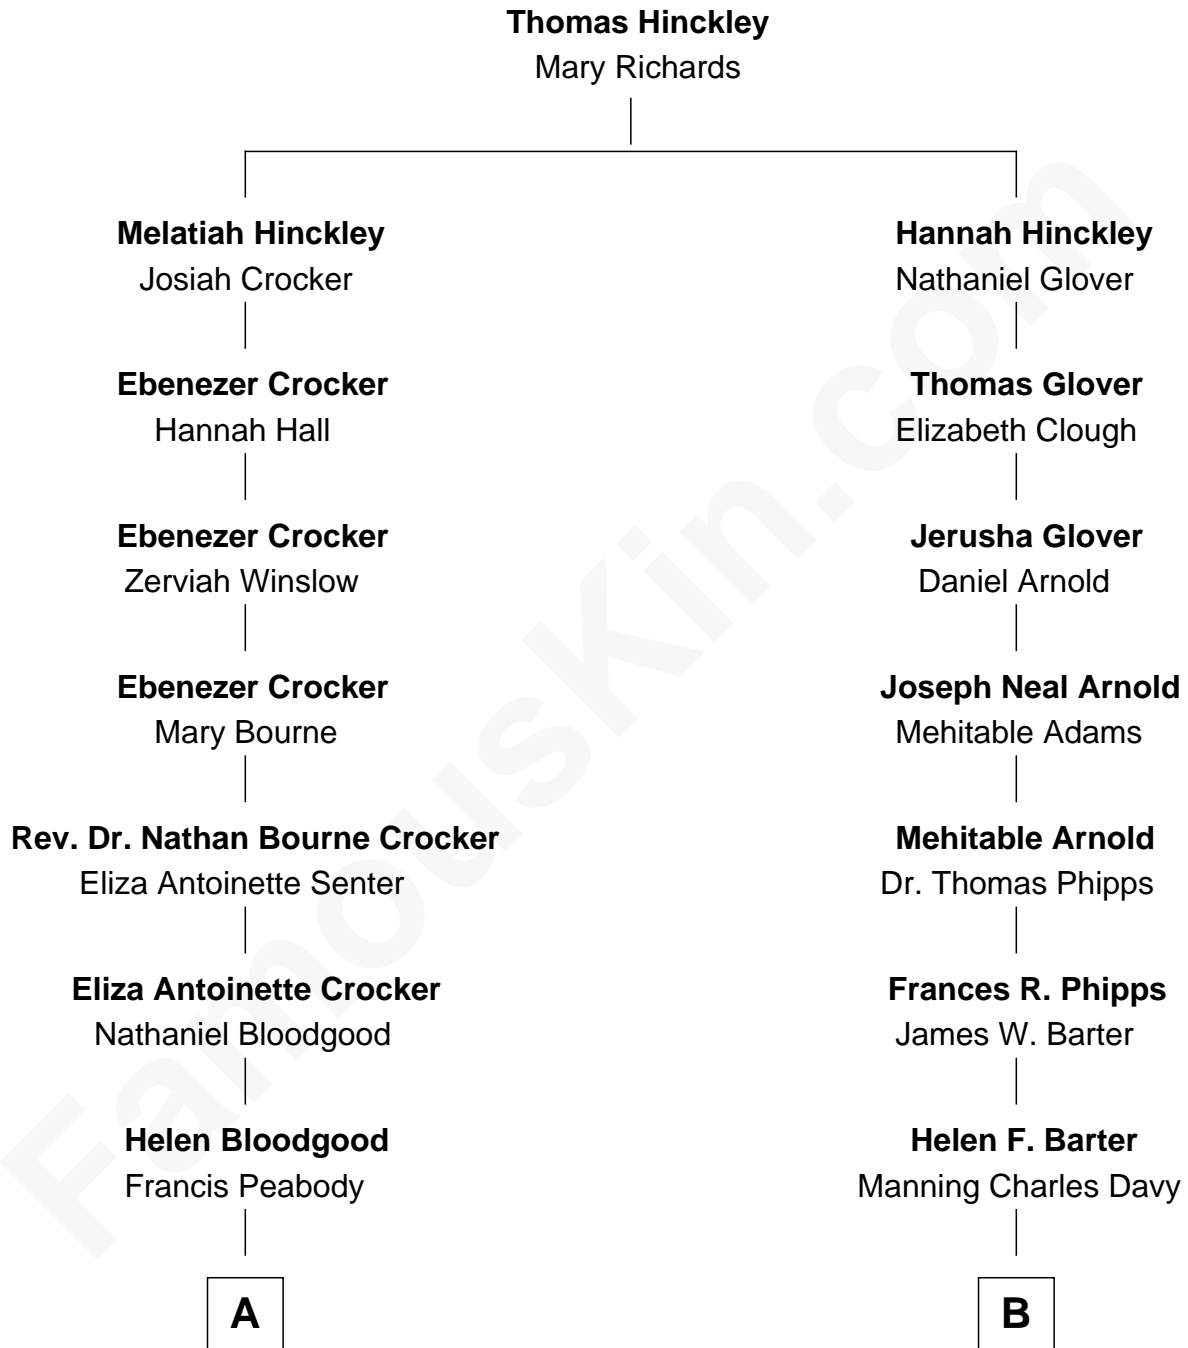 Thomas Hinckley
Mary Richards
Melatiah Hinckley
Josiah Crocker
Hannah Hinckley
Nathaniel Glover
Ebenezer Crocker
Hannah Hall
Thomas Glover
Elizabeth Clough
Ebenezer Crocker
Zerviah Winslow
Jerusha Glover
Daniel Arnold
Ebenezer Crocker
Mary Bourne
Joseph Neal Arnold
Mehitable Adams
Rev. Dr. Nathan Bourne Crocker
Eliza Antoinette Senter
Mehitable Arnold
Dr. Thomas Phipps
Eliza Antoinette Crocker
Nathaniel Bloodgood
Frances R. Phipps
James W. Barter
Helen Bloodgood
Francis Peabody
Helen F. Barter
Manning Charles Davy
A
B
FamousKin.com